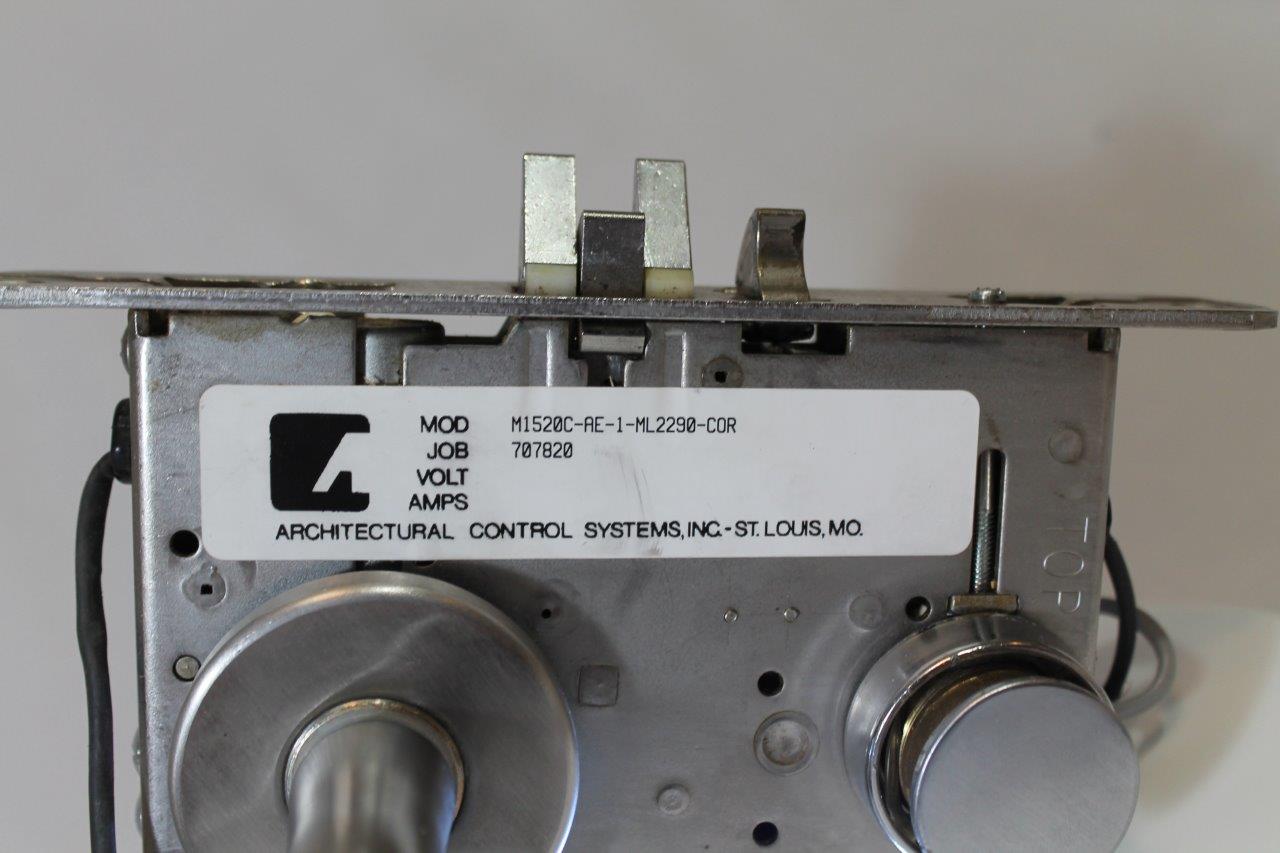 MOD M1520C-AE-1-ML2290-COR
JOB 707820
VOLT
AMPS
ARCHITECTURAL CONTROL SYSTEMS, INC. - ST. LOUIS, MO.
TOP